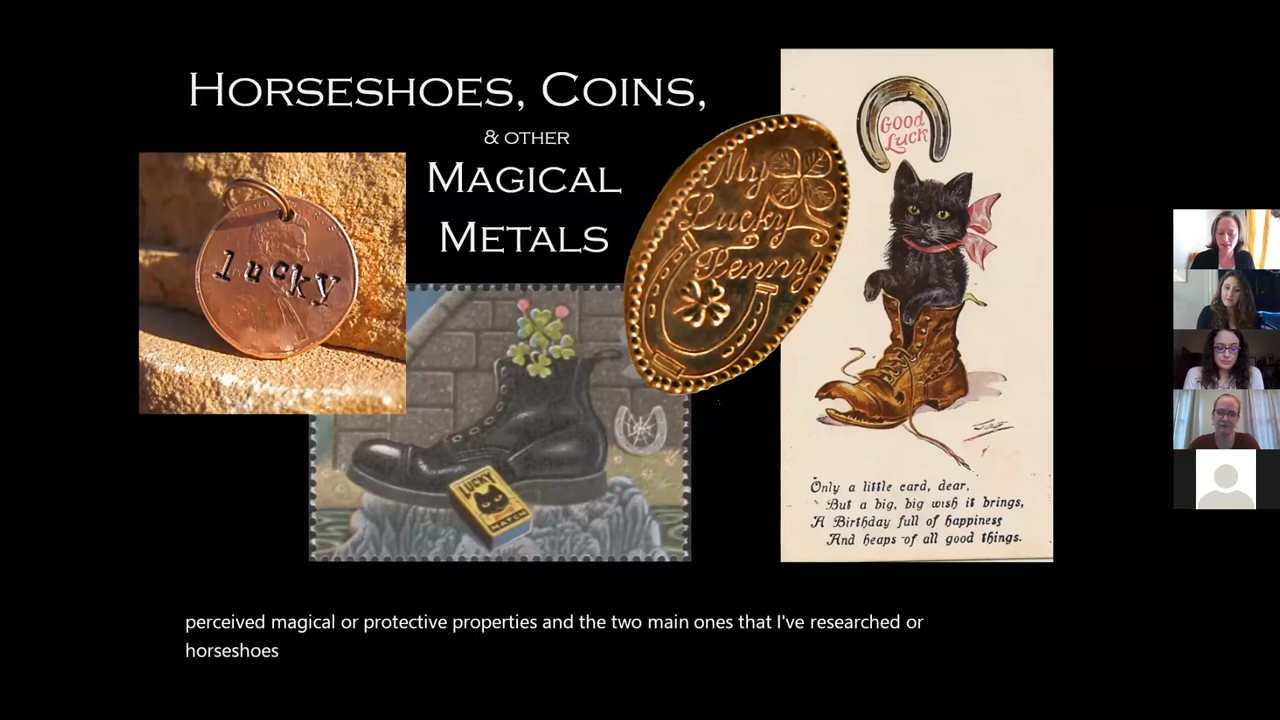 HORSESHOES, COINS,
& OTHER
MAGICAL
METALS
lucky
My
Lucky
Penny
LUCKY
MATCH
Good
Luck
Only a little card, dear,
But a big, big wish it brings,
A Birthday full of happiness
And heaps of all good things.
perceived magical or protective properties and the two main ones that I've researched or
horseshoes